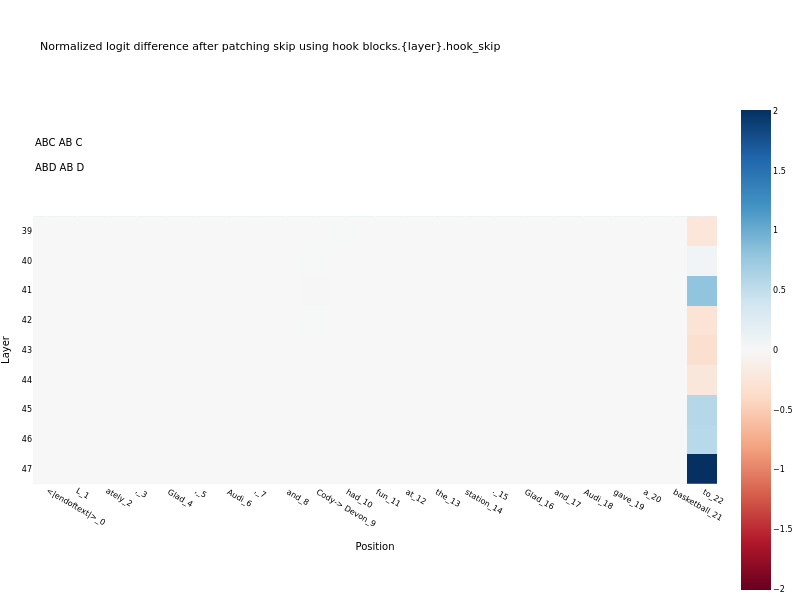 Normalized logit difference after patching skip using hook blocks.{layer}.hook_skip
ABC AB C
ABD AB D
2
1.5
1
0.5
0
−0.5
−1
−1.5
−2
Layer
39
40
41
42
43
44
45
46
47
<|endoftext|>_0
L_1
ately_2
,_3
Glad_4
,_5
Audi_6
,_7
and_8
Cody-> Devon_9
had_10
fun_11
at_12
the_13
station_14
._15
Glad_16
and_17
Audi_18
gave_19
a_20
basketball_21
to_22
Position